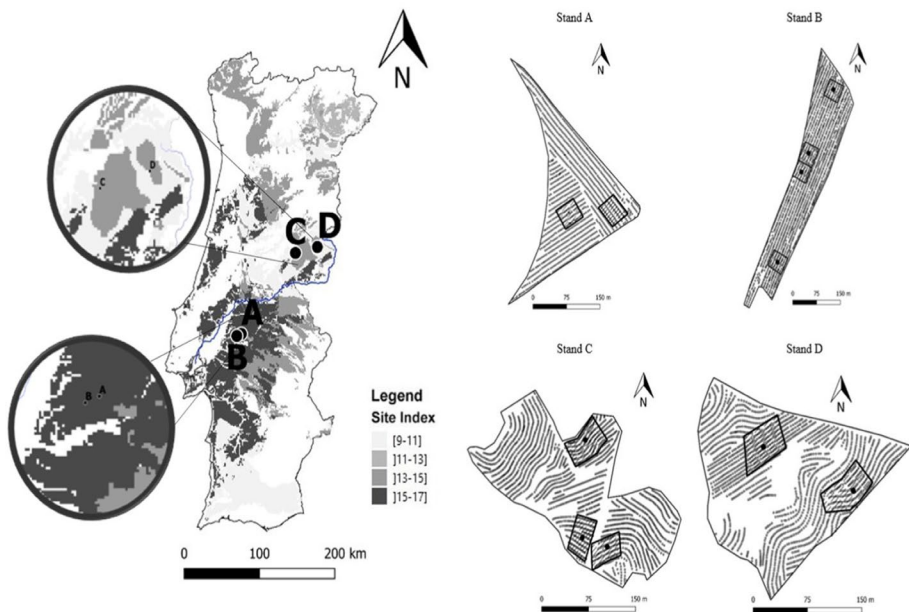 N
C
D
A
B
C
D
B A
Legend
Site Index
[9-11]
]11-13]
]13-15]
]15-17]
0 100 200 km
Stand A
N
0 75 150 m
Stand B
N
0 75 150 m
Stand C
N
0 75 150 m
Stand D
N
0 75 150 m